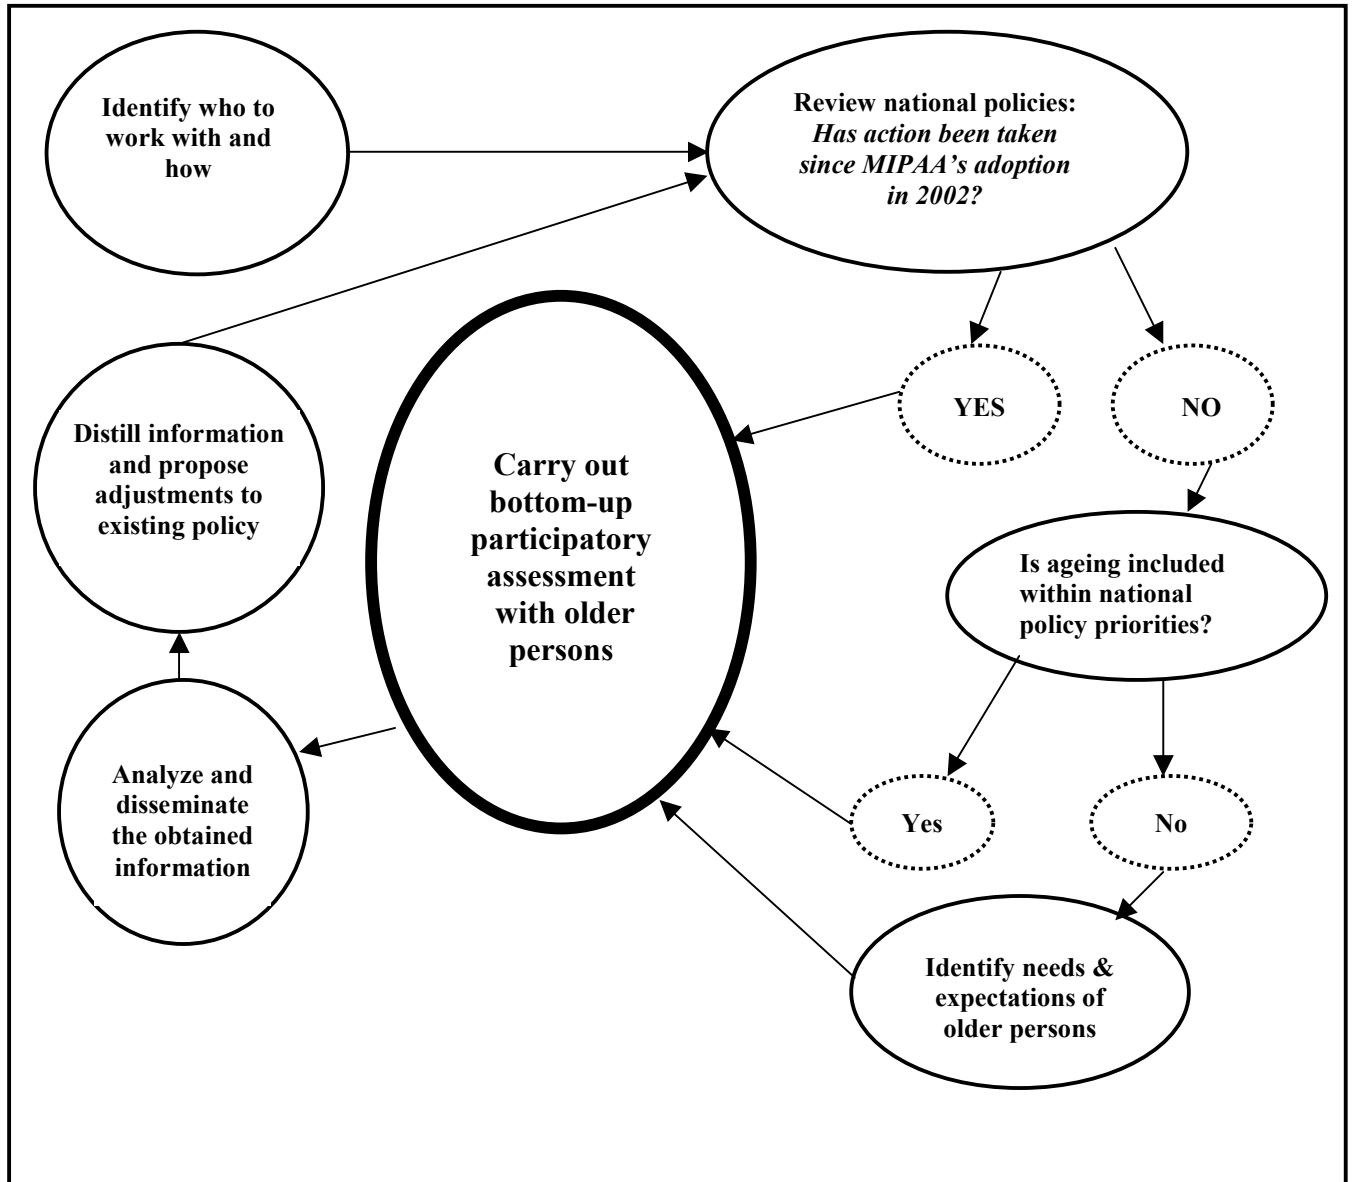 Identify who to
work with and
how
Review national policies:
Has action been taken
since MIPAA's adoption
in 2002?
YES
NO
Distill information
and propose
adjustments to
existing policy
Carry out
bottom-up
participatory
assessment
with older
persons
Is ageing included
within national
policy priorities?
Analyze and
disseminate
the obtained
information
Yes
No
Identify needs &
expectations of
older persons